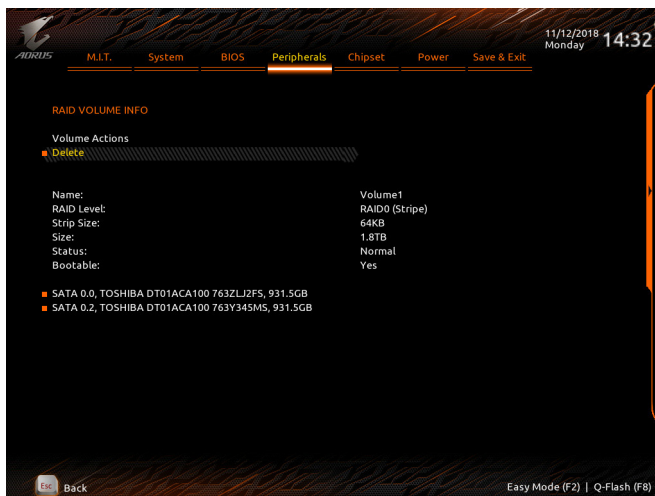 11/12/2018 14:32
Monday
AORUS
M.I.T. System BIOS Peripherals Chipset Power Save & Exit
RAID VOLUME INFO
Volume Actions
Delete
Name: Volume1
RAID Level: RAID0 (Stripe)
Strip Size: 64KB
Size: 1.8TB
Status: Normal
Bootable: Yes
SATA 0.0, TOSHIBA DT01ACA100 763ZLJ2FS, 931.5GB
SATA 0.2, TOSHIBA DT01ACA100 763Y345MS, 931.5GB
Esc Back Easy Mode (F2) | Q-Flash (F8)